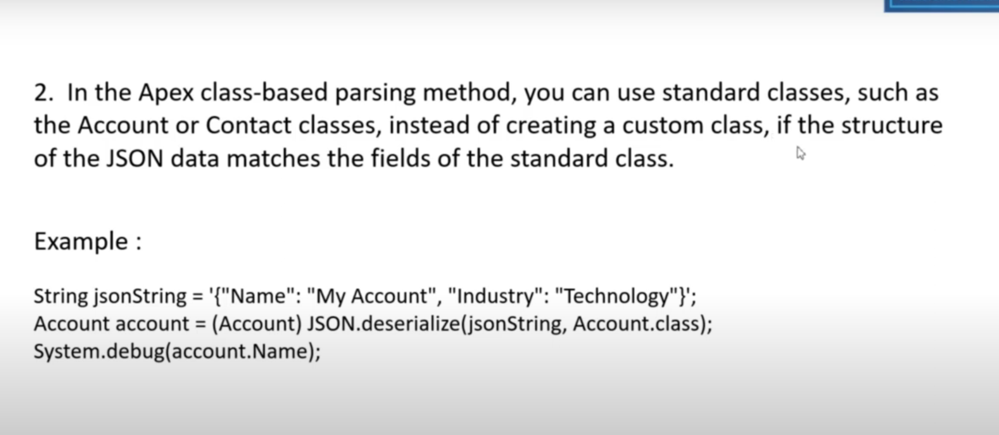 2. In the Apex class-based parsing method, you can use standard classes, such as
the Account or Contact classes, instead of creating a custom class, if the structure
of the JSON data matches the fields of the standard class.
Example :
String jsonString = '{"Name": "My Account", "Industry": "Technology"}';
Account account = (Account) JSON.deserialize(jsonString, Account.class);
System.debug(account.Name);